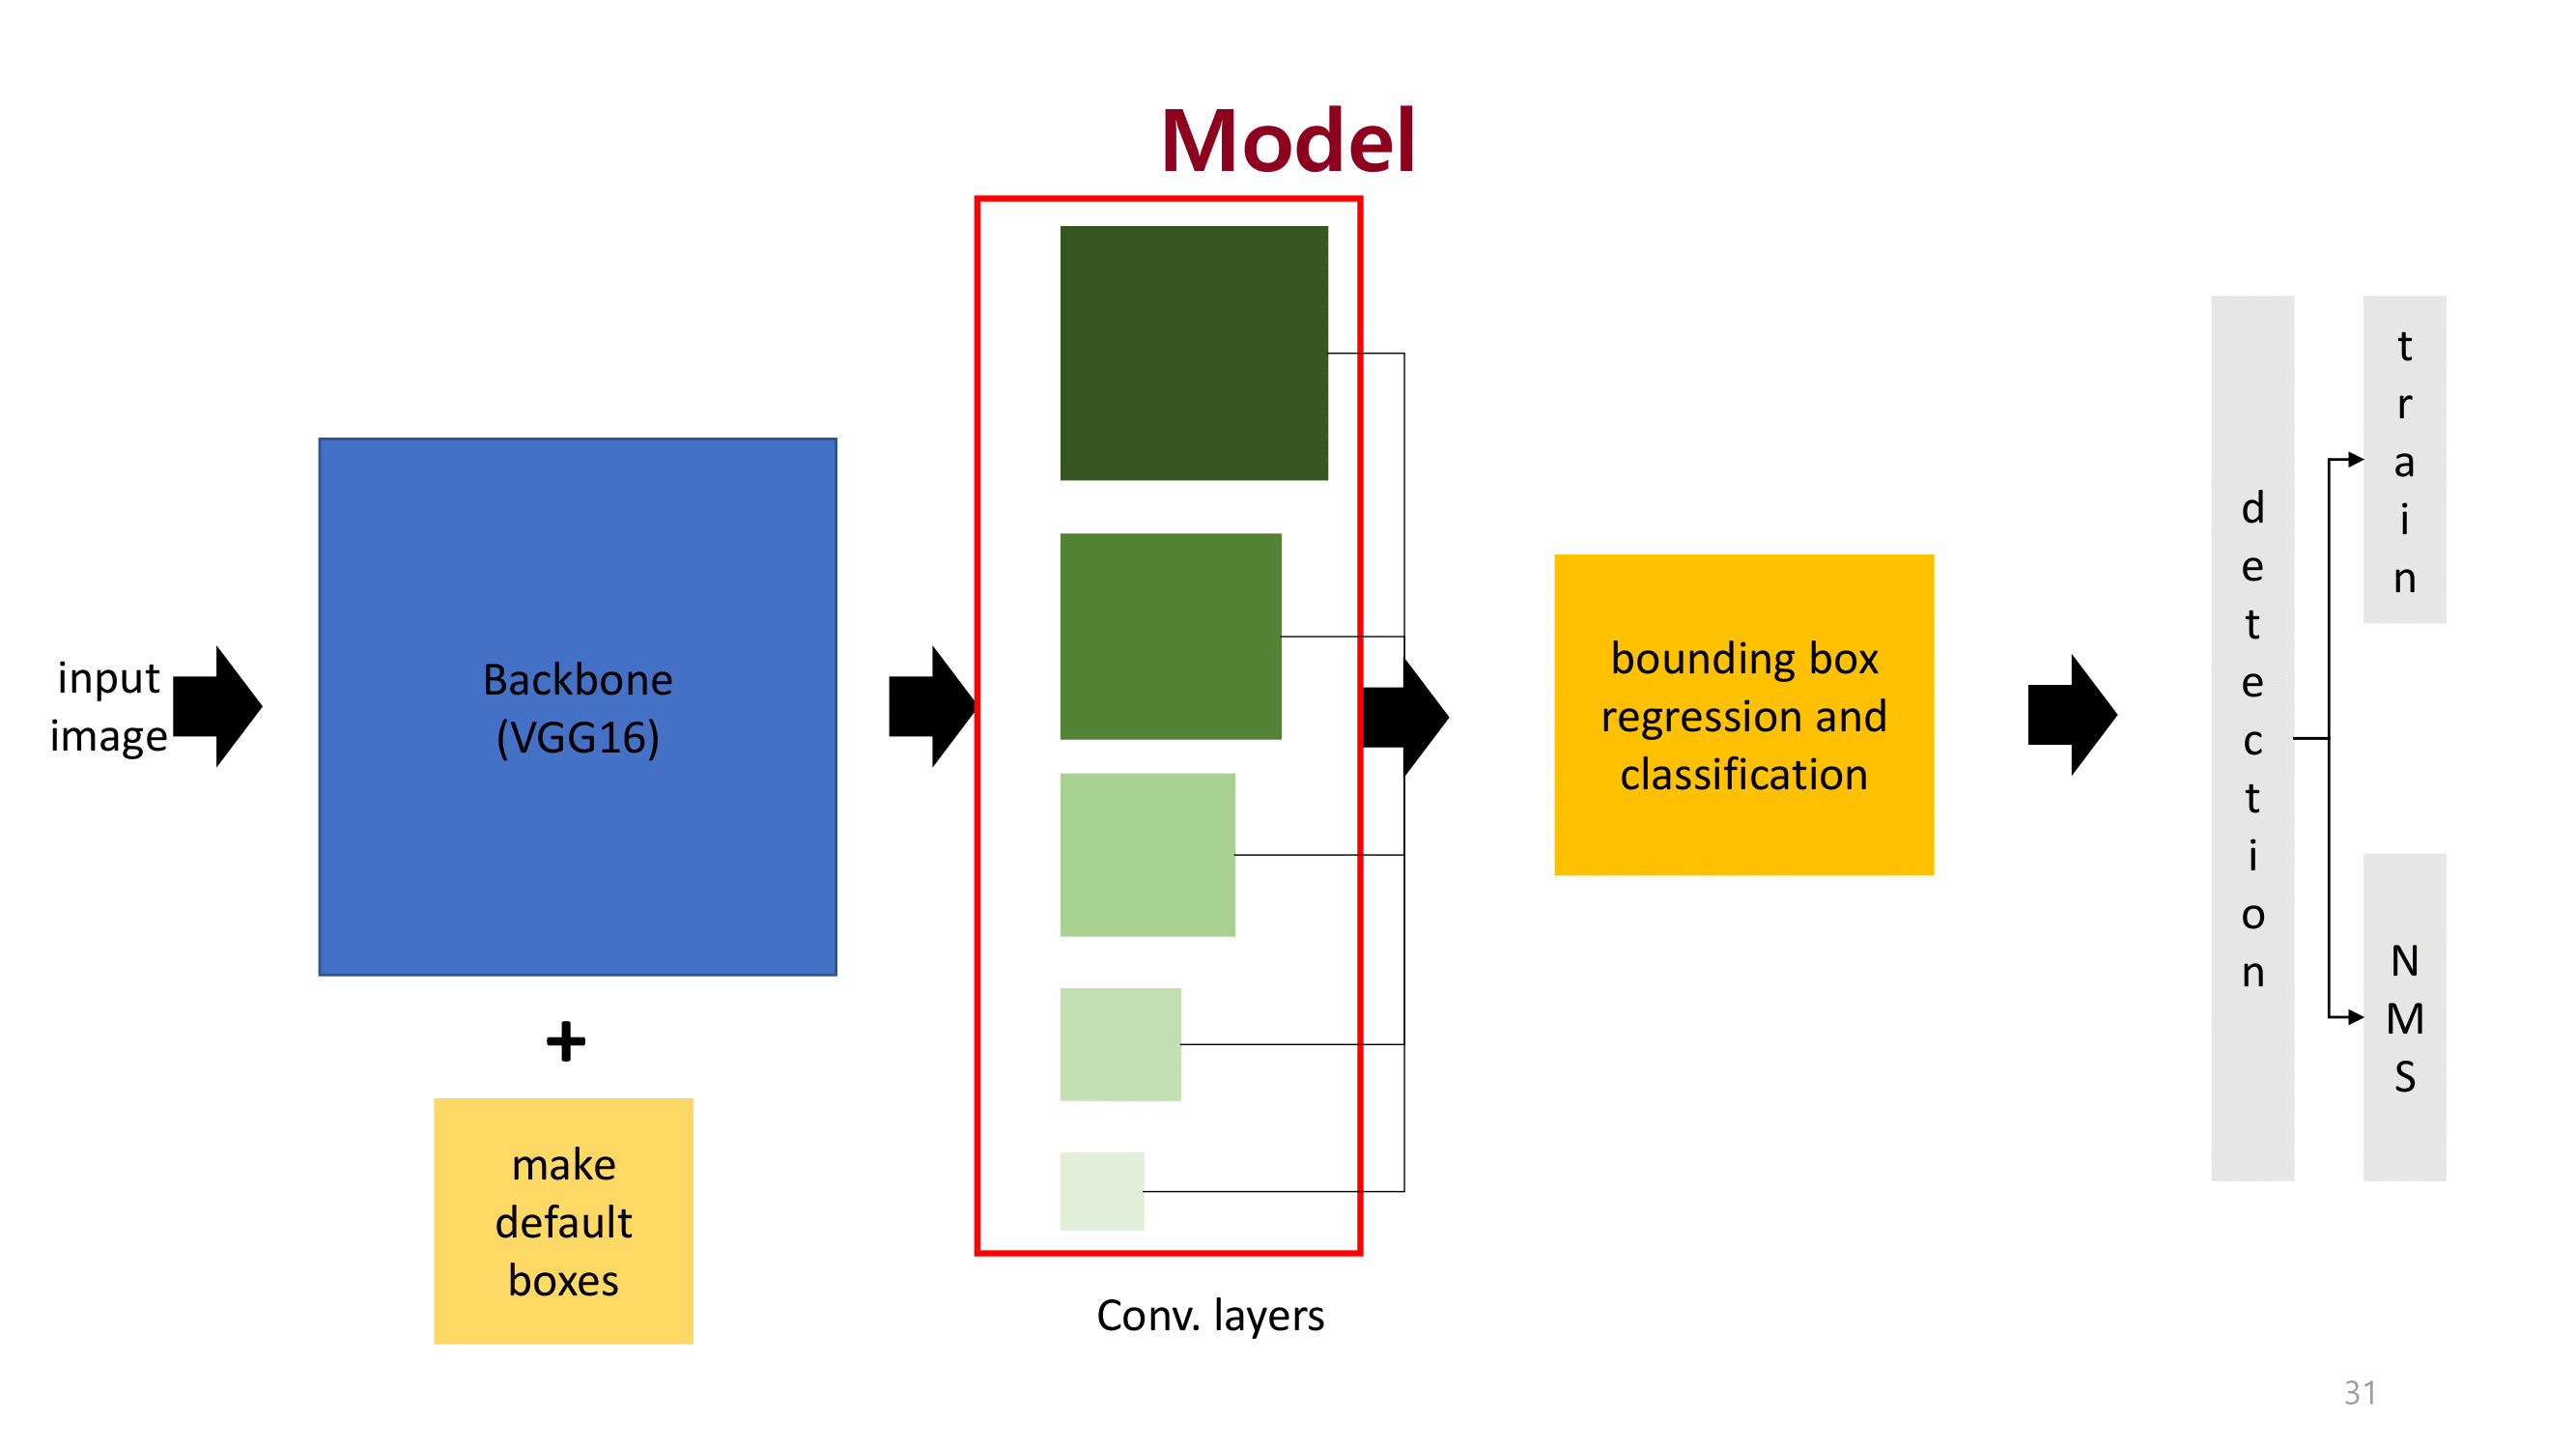 Model
input
image
Backbone
(VGG16)
+
make
default
boxes
Conv. layers
bounding box
regression and
classification
detection
train
NMS
31